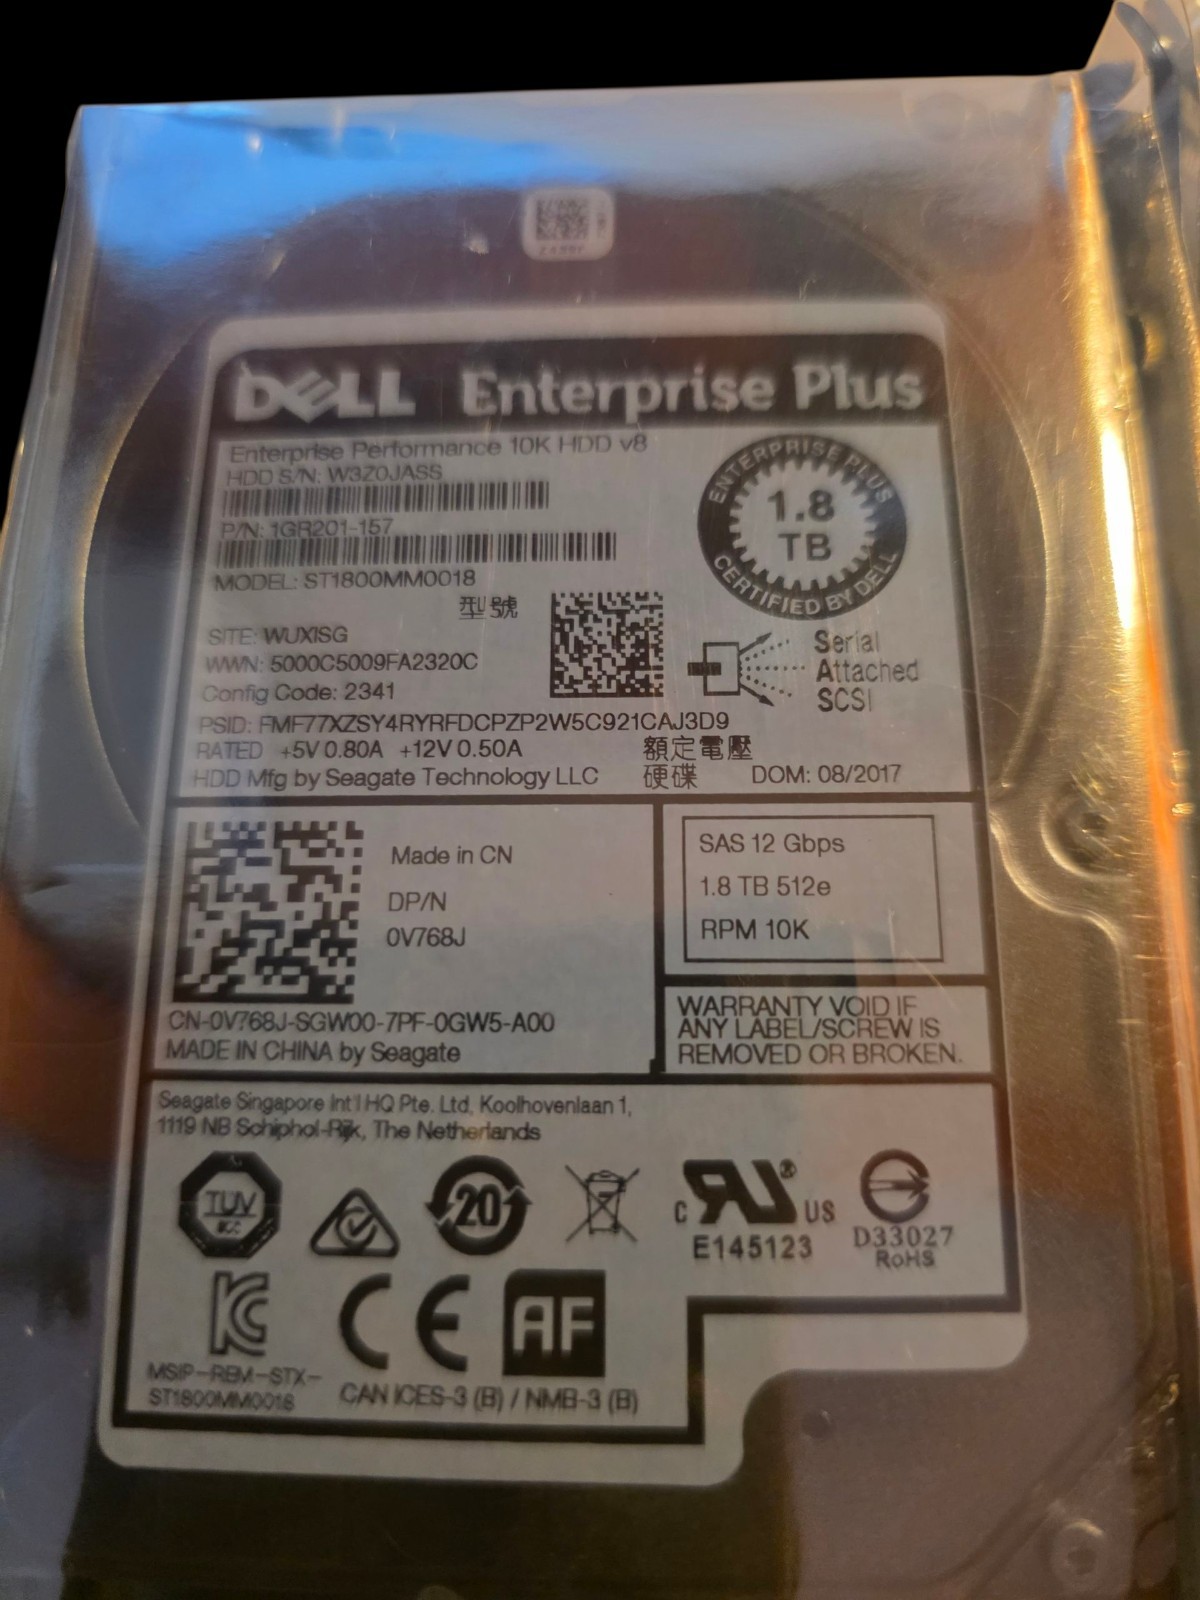 DELL Enterprise Plus
Enterprise Performance 10K HDD v8
HDD S/N: W3Z0JASS
P/N: 1GR201-157
MODEL: ST1800MM0018
型號
ENTERPRISE PLUS
1.8
TB
CERTIFIED BY DELL
SITE: WUXISG
WWN: 5000C5009FA2320C
Config Code: 2341
Serial
Attached
SCSI
PSID: FMF77XZSY4RYRFDCPZP2W5C921CAJ3D9
RATED +5V 0.80A +12V 0.50A 額定電壓
HDD Mfg by Seagate Technology LLC 硬碟 DOM: 08/2017
Made in CN
DP/N
0V768J
CN-0V768J-SGW00-7PF-0GW5-A00
MADE IN CHINA by Seagate
SAS 12 Gbps
1.8 TB 512e
RPM 10K
WARRANTY VOID IF
ANY LABEL/SCREW IS
REMOVED OR BROKEN.
Seagate Singapore Int'l HQ Pte. Ltd, Koolhovenlaan 1,
1119 NB Schiphol-Rijk, The Netherlands
TÜV
20
c RU ® US
E145123
D33027
RoHS
KC
CE
AF
MSIP-REM-STX-
ST1800MM0018
CAN ICES-3 (B) / NMB-3 (B)